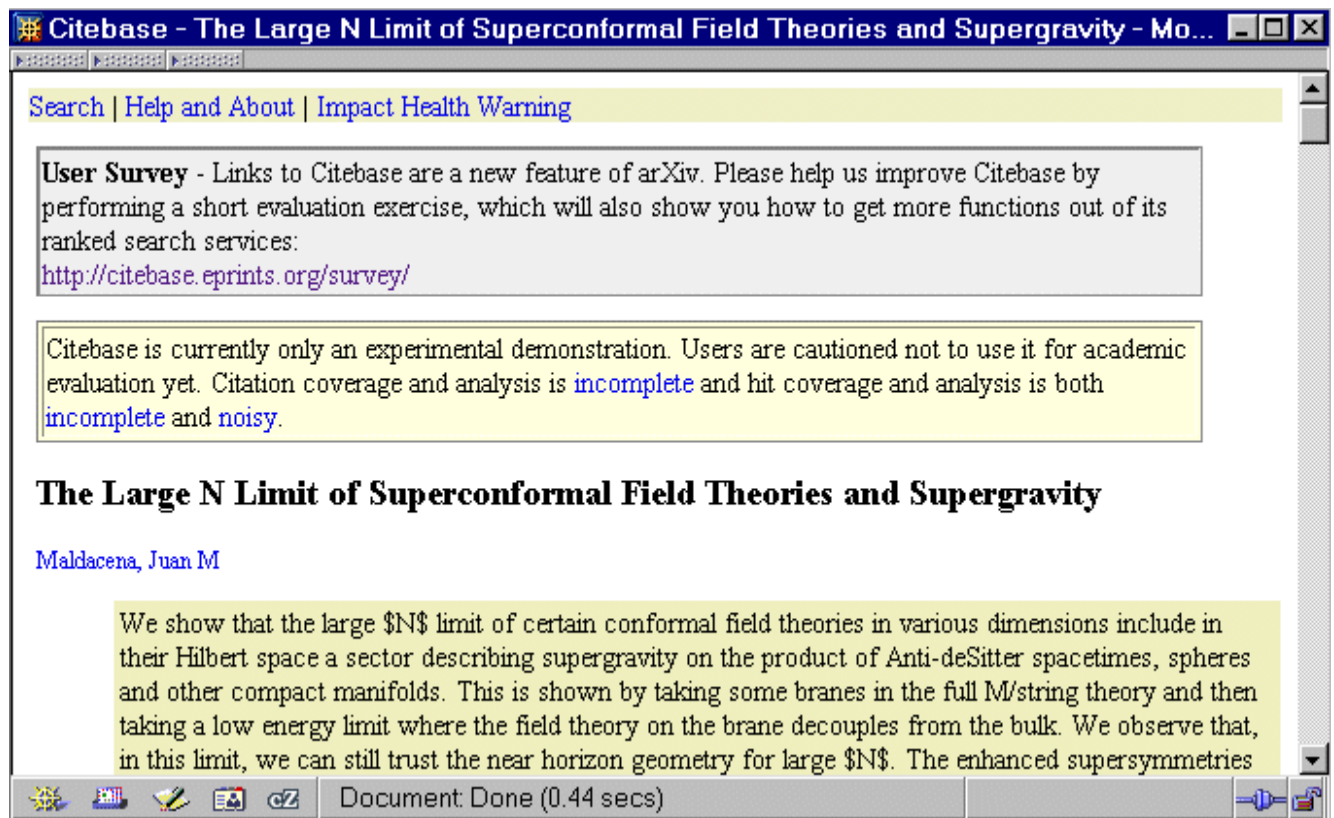 Citebase - The Large N Limit of Superconformal Field Theories and Supergravity - Mo...
Search | Help and About | Impact Health Warning
User Survey - Links to Citebase are a new feature of arXiv. Please help us improve Citebase by
performing a short evaluation exercise, which will also show you how to get more functions out of its
ranked search services:
http://citebase.eprints.org/survey/
Citebase is currently only an experimental demonstration. Users are cautioned not to use it for academic
evaluation yet. Citation coverage and analysis is incomplete and hit coverage and analysis is both
incomplete and noisy.
The Large N Limit of Superconformal Field Theories and Supergravity
Maldacena, Juan M
We show that the large $N$ limit of certain conformal field theories in various dimensions include in
their Hilbert space a sector describing supergravity on the product of Anti-deSitter spacetimes, spheres
and other compact manifolds. This is shown by taking some branes in the full M/string theory and then
taking a low energy limit where the field theory on the brane decouples from the bulk. We observe that,
in this limit, we can still trust the near horizon geometry for large $N$. The enhanced supersymmetries
cZ Document: Done (0.44 secs)